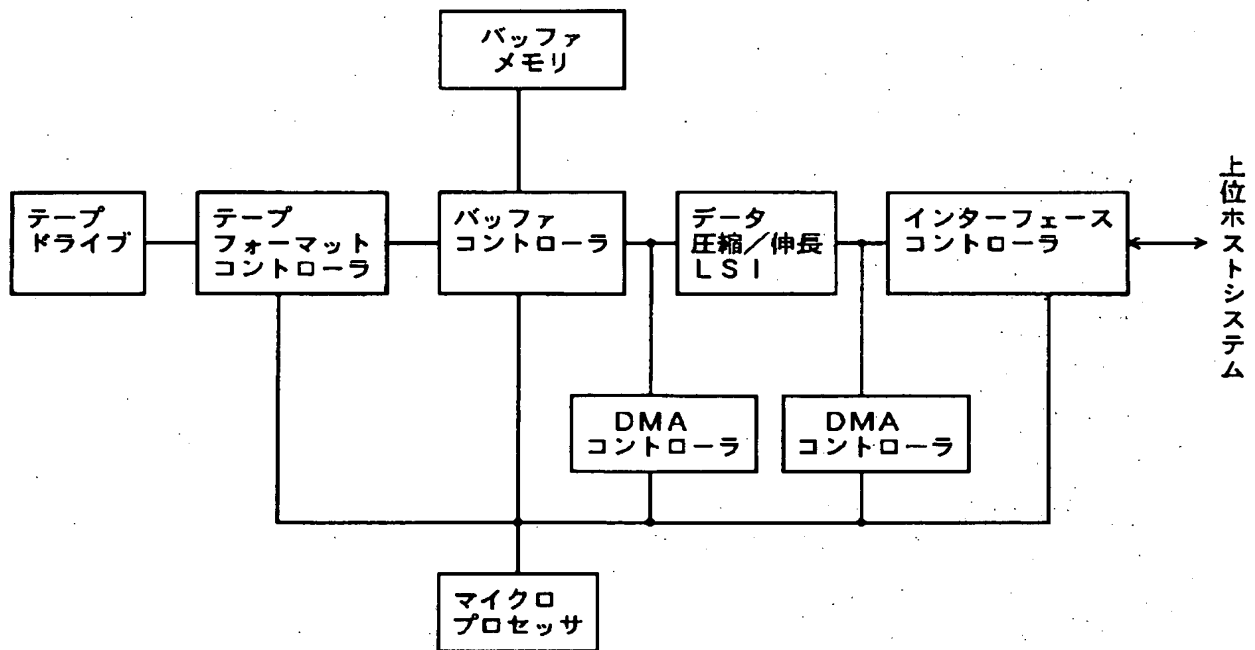 バッファ
メモリ
テープ
ドライブ
テープ
フォーマット
コントローラ
バッファ
コントローラ
データ
圧縮／伸長
ＬＳＩ
インターフェース
コントローラ
上位ホストシステム
ＤＭＡ
コントローラ
ＤＭＡ
コントローラ
マイクロ
プロセッサ